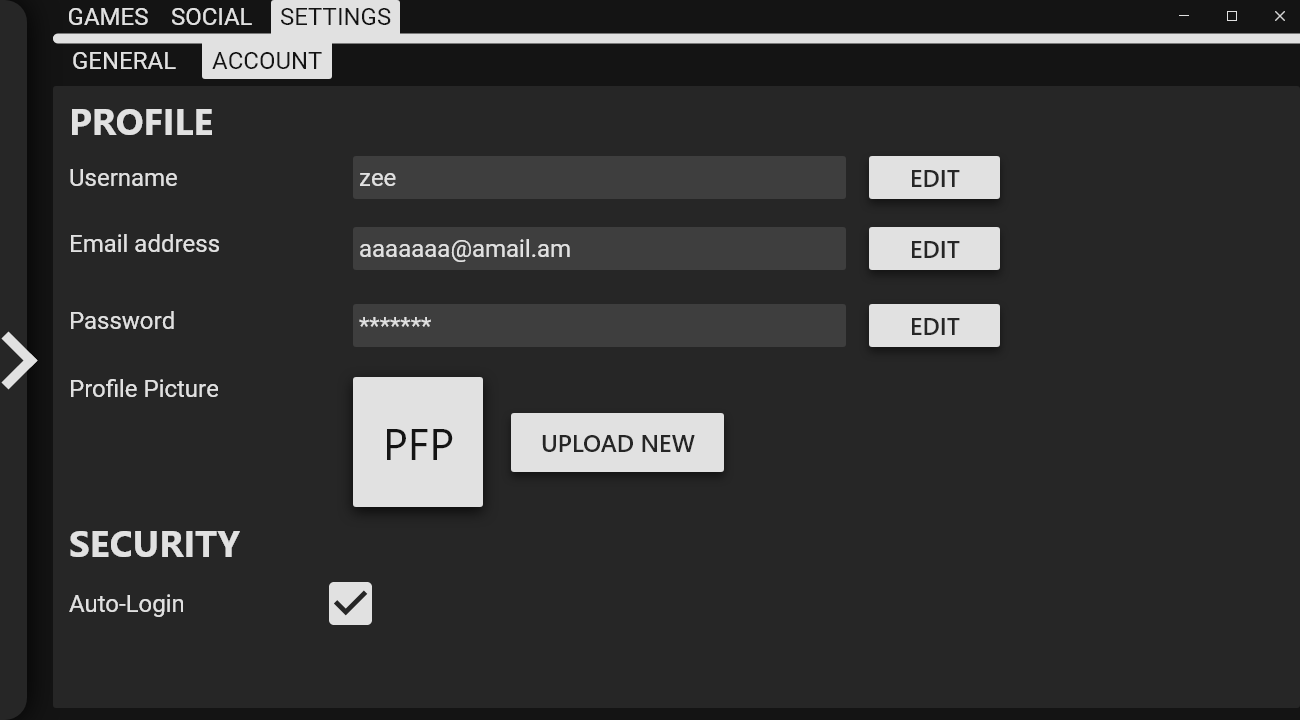 GAMES SOCIAL SETTINGS
GENERAL ACCOUNT
PROFILE
Username zee EDIT
Email address aaaaaaa@amail.am EDIT
Password ******* EDIT
Profile Picture PFP UPLOAD NEW
SECURITY
Auto-Login